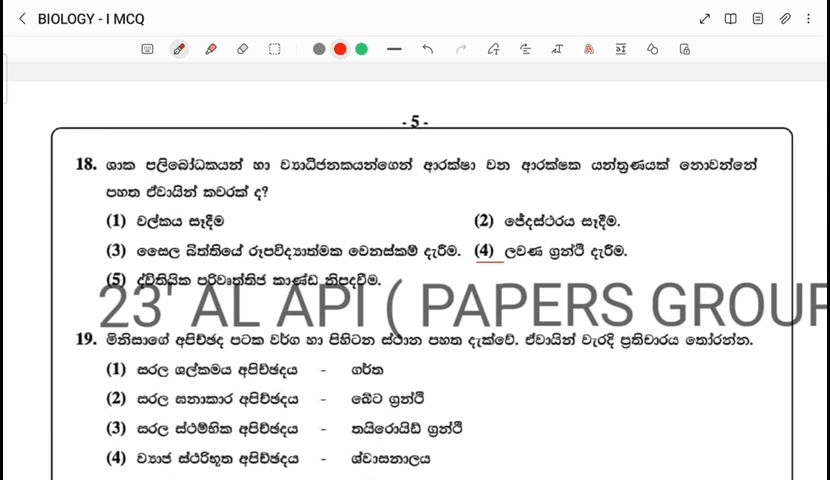 BIOLOGY - I MCQ
- 5 -
18. ශාක පලිබෝධකයන් හා ව්‍යාධිජනකයන්ගෙන් ආරක්ෂා වන ආරක්ෂක යන්ත්‍රණයක් නොවන්නේ
පහත ඒවායින් කවරක් ද?
(1) වල්කය සෑදීම (2) ඡේදස්ථරය සෑදීම.
(3) සෛල බිත්තියේ රූපවිද්‍යාත්මක වෙනස්කම් දැරීම. (4) ලවණ ග්‍රන්ථි දැරීම.
(5) ද්විතියික පරිවෘත්තිජ කාණ්ඩ නිපදවීම.
23' AL API ( PAPERS GROUP
19. මිනිසාගේ අපිච්ඡද පටක වර්ග හා පිහිටන ස්ථාන පහත දැක්වේ. ඒවායින් වැරදි ප්‍රතිචාරය තෝරන්න.
(1) සරල ශල්කමය අපිච්ඡදය - ගර්ත
(2) සරල ඝනාකාර අපිච්ඡදය - ඛේට ග්‍රන්ථි
(3) සරල ස්ථම්භික අපිච්ඡදය - තයිරොයිඩ් ග්‍රන්ථි
(4) ව්‍යාජ ස්ථරිභූත අපිච්ඡදය - ශ්වාසනාලය